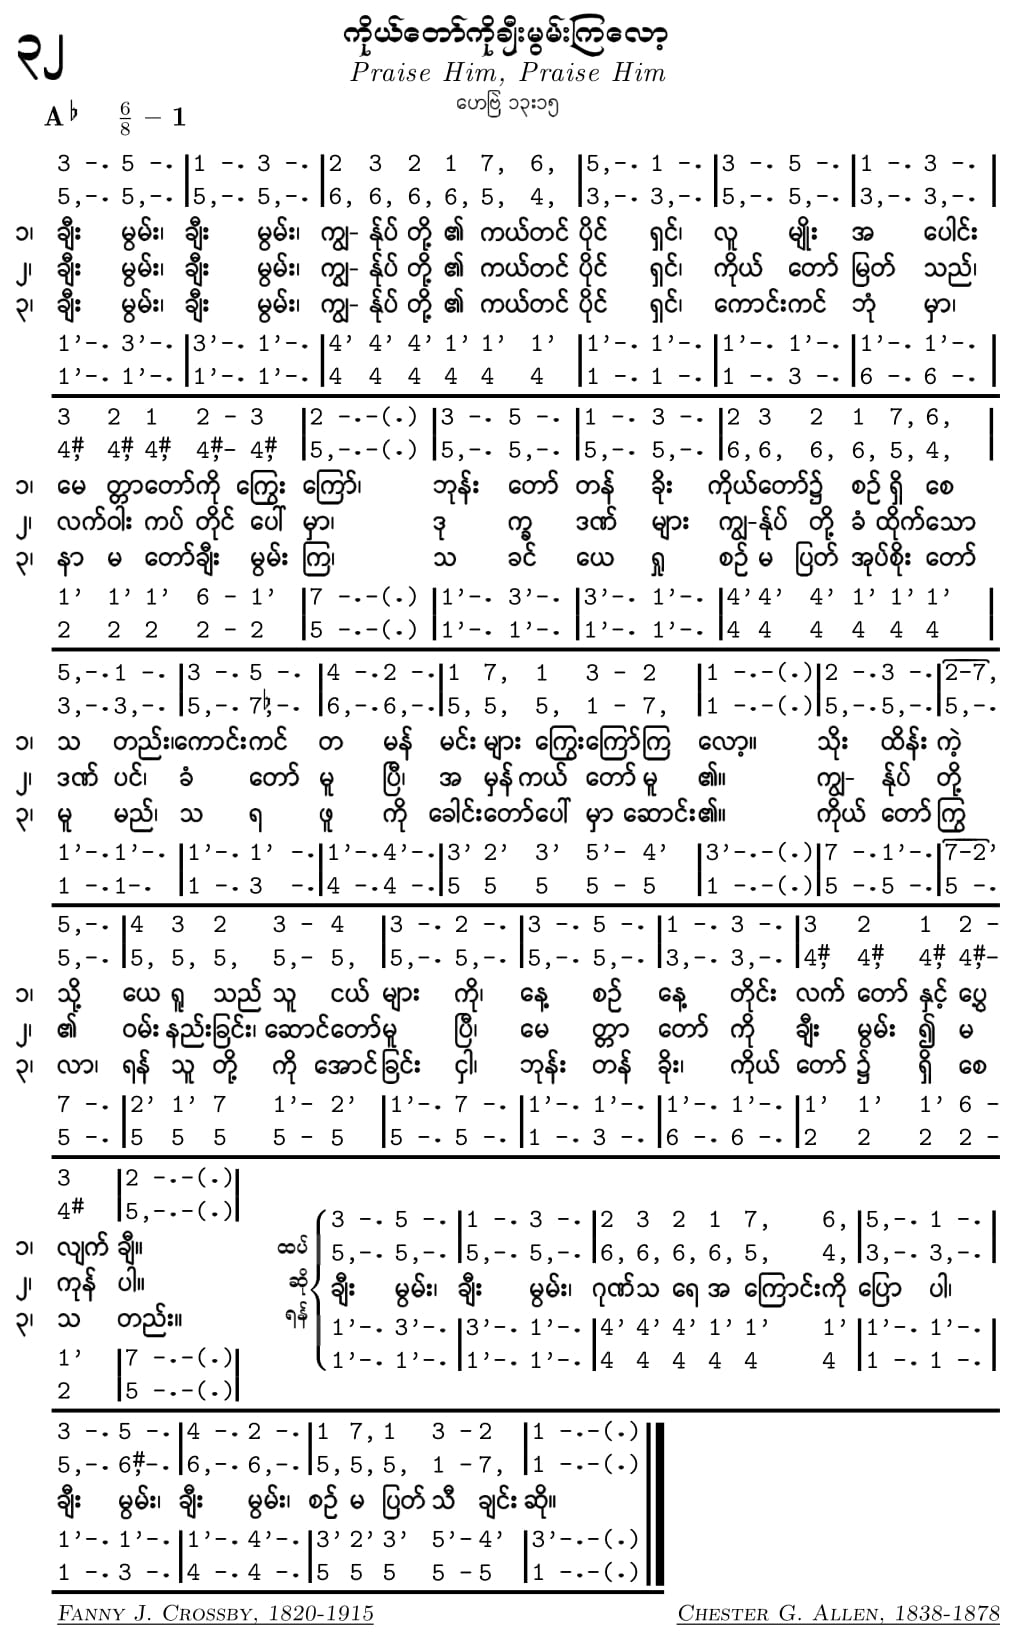 ၃၂
ကိုယ်တော်ကိုချီးမွမ်းကြလော့
Praise Him, Praise Him
ဟေဗြဲ ၁၃း၁၅
A♭ 6/8 – 1
3 -. 5 -. |1 -. 3 -. |2 3 2 1 7, 6, |5,-. 1 -. |3 -. 5 -. |1 -. 3 -. |
5,-. 5,-. |5,-. 5,-. |6, 6, 6, 6, 5, 4, |3,-. 3,-. |5,-. 5,-. |3,-. 3,-. |
၁၊ ချီး မွမ်း၊ ချီး မွမ်း၊ ကျွ- န်ုပ် တို့ ၏ ကယ်တင် ပိုင် ရှင်၊ လူ မျိုး အ ပေါင်း
၂၊ ချီး မွမ်း၊ ချီး မွမ်း၊ ကျွ- န်ုပ် တို့ ၏ ကယ်တင် ပိုင် ရှင်၊ ကိုယ် တော် မြတ် သည်၊
၃၊ ချီး မွမ်း၊ ချီး မွမ်း၊ ကျွ- န်ုပ် တို့ ၏ ကယ်တင် ပိုင် ရှင်၊ ကောင်းကင် ဘုံ မှာ၊
1'-. 3'-. |3'-. 1'-. |4' 4' 4' 1' 1' 1' |1'-. 1'-. |1'-. 1'-. |1'-. 1'-. |
1'-. 1'-. |1'-. 1'-. |4 4 4 4 4 4 |1 -. 1 -. |1 -. 3 -. |6 -. 6 -. |
3 2 1 2 - 3 |2 -.-(.) |3 -. 5 -. |1 -. 3 -. |2 3 2 1 7, 6, |
4#, 4#, 4#, 4#,- 4#, |5,-.-(.) |5,-. 5,-. |5,-. 5,-. |6,6, 6, 6, 5, 4, |
၁၊ မေ တ္တာတော်ကို ကြွေး ကြော်၊ ဘုန်း တော် တန် ခိုး ကိုယ်တော်၌ စဉ် ရှိ စေ
၂၊ လက်ဝါး ကပ် တိုင် ပေါ် မှာ၊ ဒု က္ခ ဒဏ် များ ကျွ-န်ုပ် တို့ ခံ ထိုက်သော
၃၊ နာ မ တော်ချီး မွမ်း ကြ၊ သ ခင် ယေ ရှု စဉ် မ ပြတ် အုပ်စိုး တော်
1' 1' 1' 6 - 1' |7 -.-(.) |1'-. 3'-. |3'-. 1'-. |4'4' 4' 1' 1' 1' |
2 2 2 2 - 2 |5 -.-(.) |1'-. 1'-. |1'-. 1'-. |4 4 4 4 4 4 |
5,-.1 -. |3 -. 5 -. |4 -.2 -.|1 7, 1 3 - 2 |1 -.-(.)|2 -.3 -.|2-7,
3,-.3,-. |5,-. 7♭,-. |6,-.6,-.|5, 5, 5, 1 - 7, |1 -.-(.)|5,-.5,-.|5,-.
၁၊ သ တည်း၊ကောင်းကင် တ မန် မင်း များ ကြွေးကြော်ကြ လော့။ သိုး ထိန်း ကဲ့
၂၊ ဒဏ် ပင်၊ ခံ တော် မူ ပြီ၊ အ မှန် ကယ် တော် မူ ၏။ ကျွ- န်ုပ် တို့
၃၊ မူ မည်၊ သ ရ ဖူ ကို ခေါင်းတော်ပေါ် မှာ ဆောင်း၏။ ကိုယ် တော် ကြွ
1'-.1'-. |1'-. 1' -.|1'-.4'-.|3' 2' 3' 5'- 4' |3'-.-(.)|7 -.1'-.|7-2'
1 -.1-. |1 -. 3 -.|4 -.4 -.|5 5 5 5 - 5 |1 -.-(.)|5 -.5 -.|5 -.
5,-. |4 3 2 3 - 4 |3 -. 2 -. |3 -. 5 -. |1 -. 3 -. |3 2 1 2 -
5,-. |5, 5, 5, 5,- 5, |5,-. 5,-. |5,-. 5,-. |3,-. 3,-. |4#, 4#, 4#, 4#,-
၁၊ သို့ ယေ ရှု သည် သူ ငယ် များ ကို၊ နေ့ စဉ် နေ့ တိုင်း လက် တော် နှင့် ပွေ့
၂၊ ၏ ဝမ်း နည်းခြင်း၊ ဆောင်တော်မူ ပြီ၊ မေ တ္တာ တော် ကို ချီး မွမ်း ၍ မ
၃၊ လာ၊ ရန် သူ တို့ ကို အောင်ခြင်း ငှါ၊ ဘုန်း တန် ခိုး၊ ကိုယ် တော် ၌ ရှိ စေ
7 -. |2' 1' 7 1'- 2' |1'-. 7 -. |1'-. 1'-. |1'-. 1'-. |1' 1' 1' 6 -
5 -. |5 5 5 5 - 5 |5 -. 5 -. |1 -. 3 -. |6 -. 6 -. |2 2 2 2 -
3 |2 -.-(.)|
4# |5,-.-(.)|
၁၊ လျက် ချီ။
၂၊ ကုန် ပါ။
၃၊ သ တည်း။
1' |7 -.-(.)|
2 |5 -.-(.)|
ထပ်
ဆို
ရန်
3 -. 5 -. |1 -. 3 -. |2 3 2 1 7, 6, |5,-. 1 -. |
5,-. 5,-. |5,-. 5,-. |6, 6, 6, 6, 5, 4, |3,-. 3,-. |
ချီး မွမ်း၊ ချီး မွမ်း၊ ဂုဏ်သ ရေ အ ကြောင်းကို ပြော ပါ၊
1'-. 3'-. |3'-. 1'-. |4' 4' 4' 1' 1' 1' |1'-. 1'-. |
1'-. 1'-. |1'-. 1'-. |4 4 4 4 4 4 |1 -. 1 -. |
3 -. 5 -. |4 -. 2 -. |1 7, 1 3 - 2 |1 -.-(.)
5,-. 6#,-. |6,-. 6,-. |5, 5, 5, 1 - 7, |1 -.-(.)
ချီး မွမ်း၊ ချီး မွမ်း၊ စဉ် မ ပြတ် သီ ချင်း ဆို။
1'-. 1'-. |1'-. 4'-. |3' 2' 3' 5'- 4' |3'-.-(.)
1 -. 3 -. |4 -. 4 -. |5 5 5 5 - 5 |1 -.-(.)
Fanny J. Crossby, 1820-1915
Chester G. Allen, 1838-1878